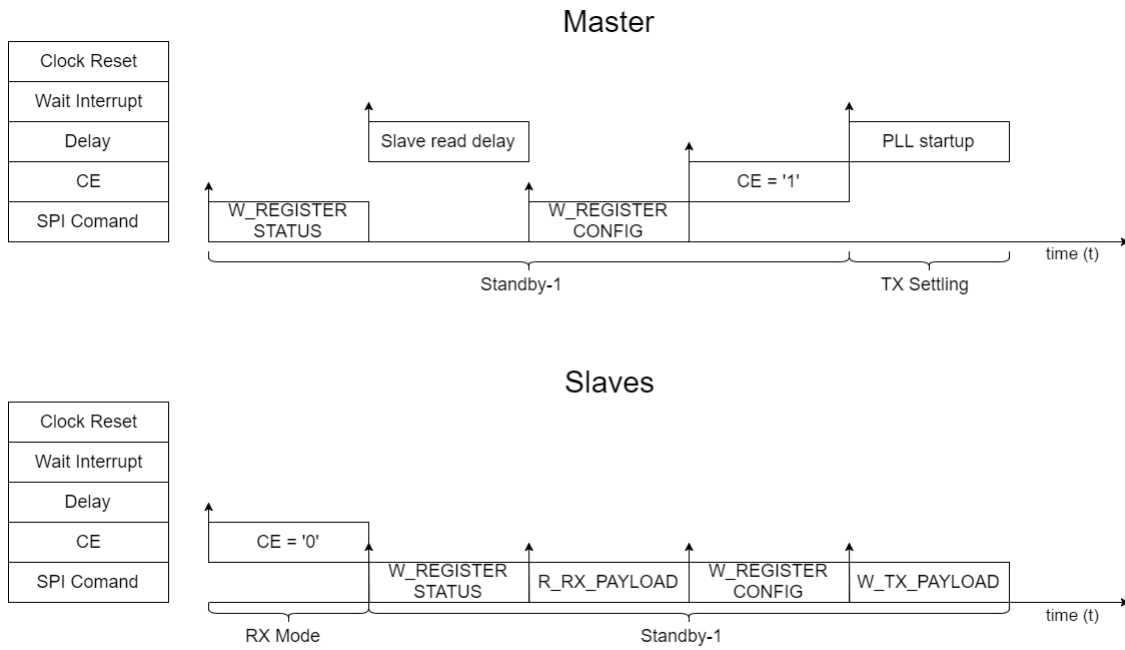 Master
Clock Reset
Wait Interrupt
Delay
CE
SPI Comand
Slave read delay
PLL startup
CE = '1'
W_REGISTER
STATUS
W_REGISTER
CONFIG
time (t)
Standby-1
TX Settling
Slaves
Clock Reset
Wait Interrupt
Delay
CE
SPI Comand
CE = '0'
W_REGISTER
STATUS
R_RX_PAYLOAD
W_REGISTER
CONFIG
W_TX_PAYLOAD
time (t)
RX Mode
Standby-1